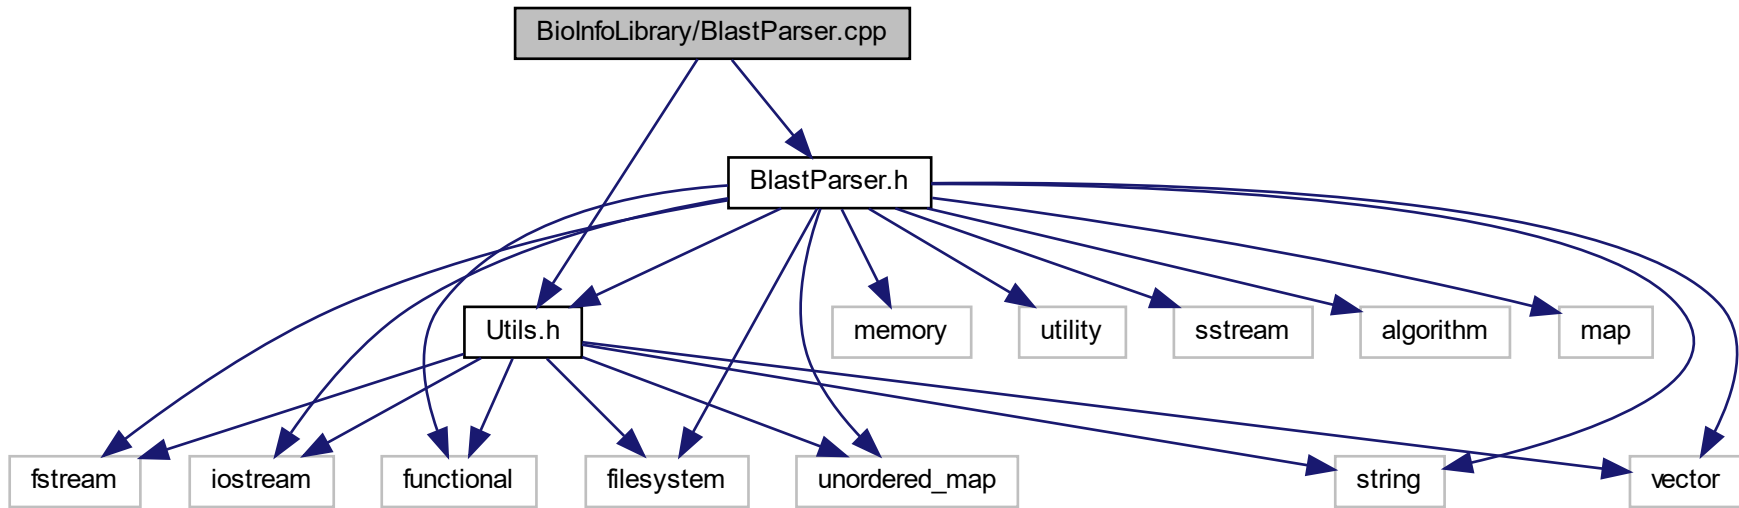 BioInfoLibrary/BlastParser.cpp
BlastParser.h
Utils.h
memory
utility
sstream
algorithm
map
fstream
iostream
functional
filesystem
unordered_map
string
vector